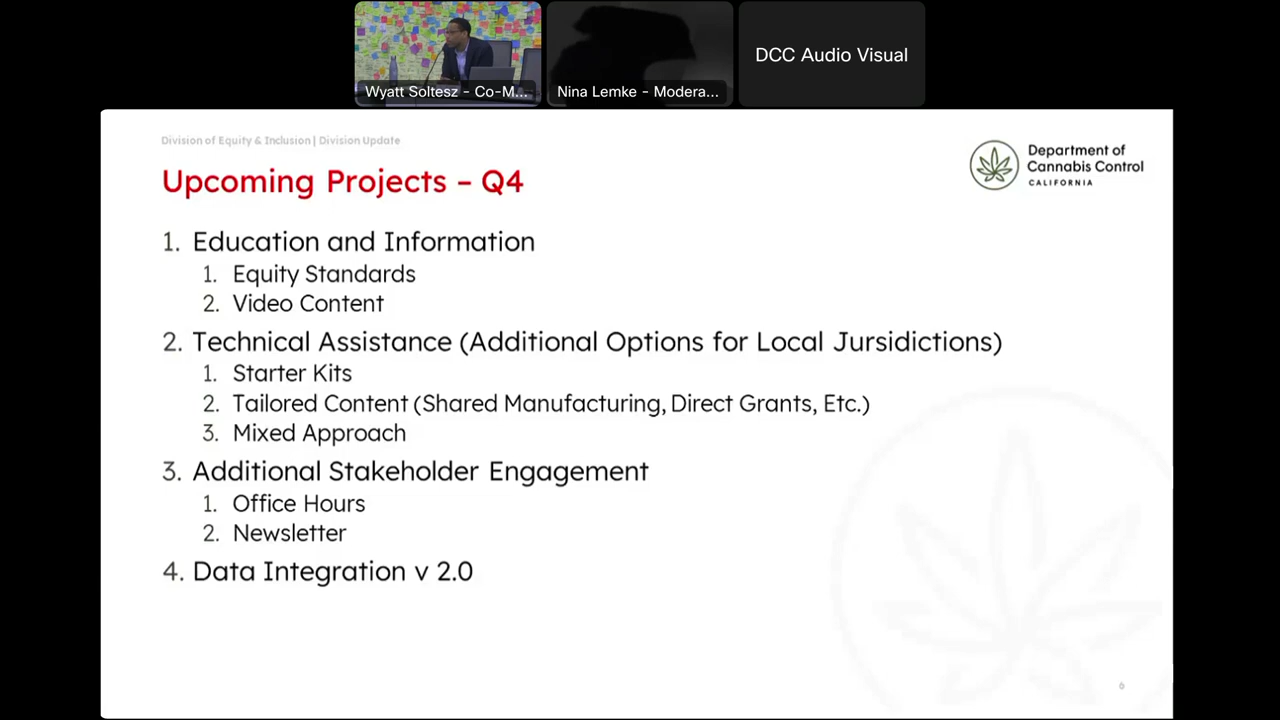 DCC Audio Visual
Wyatt Soltesz - Co-M...
Nina Lemke - Modera...
Division of Equity & Inclusion | Division Update
Department of
Cannabis Control
CALIFORNIA
Upcoming Projects – Q4
1. Education and Information
1. Equity Standards
2. Video Content
2. Technical Assistance (Additional Options for Local Jursidictions)
1. Starter Kits
2. Tailored Content (Shared Manufacturing, Direct Grants, Etc.)
3. Mixed Approach
3. Additional Stakeholder Engagement
1. Office Hours
2. Newsletter
4. Data Integration v 2.0
6